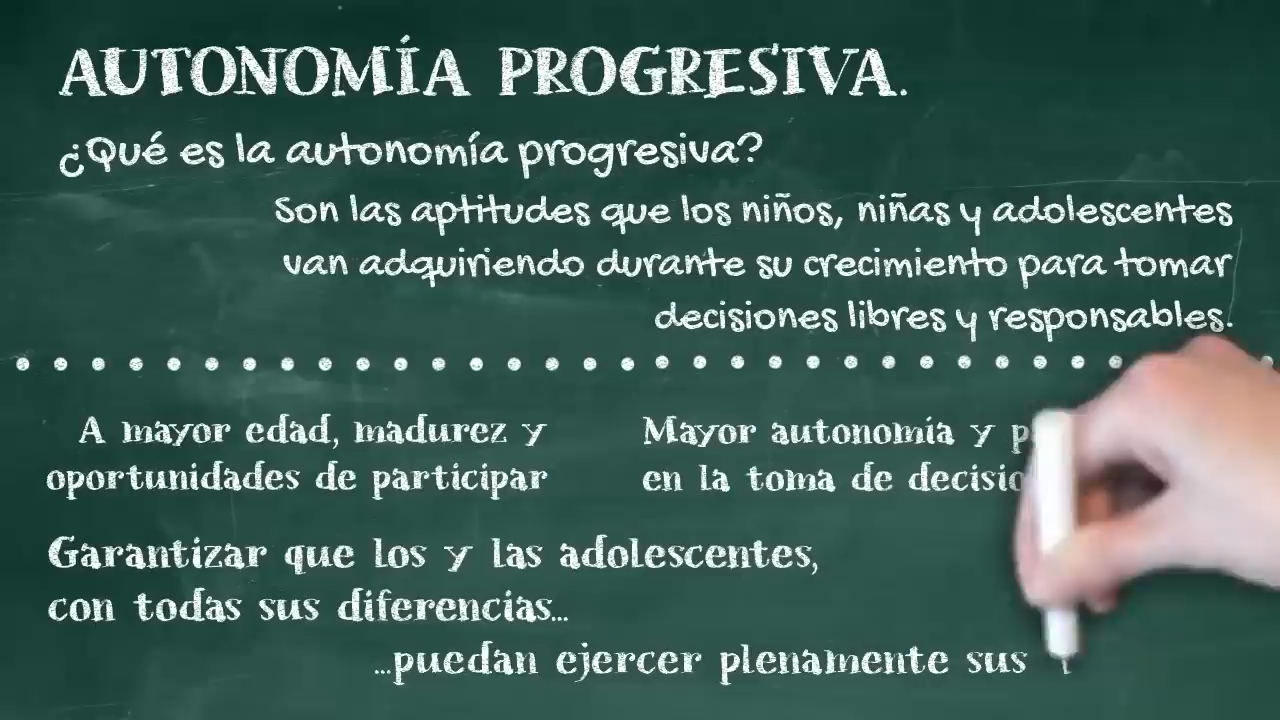 AUTONOMÍA PROGRESIVA.
¿Qué es la autonomía progresiva?
Son las aptitudes que los niños, niñas y adolescentes
van adquiriendo durante su crecimiento para tomar
decisiones libres y responsables.
A mayor edad, madurez y
oportunidades de participar
Mayor autonomía y
en la toma de
Garantizar que los y las adolescentes,
con todas sus diferencias...
...puedan ejercer plenamente sus